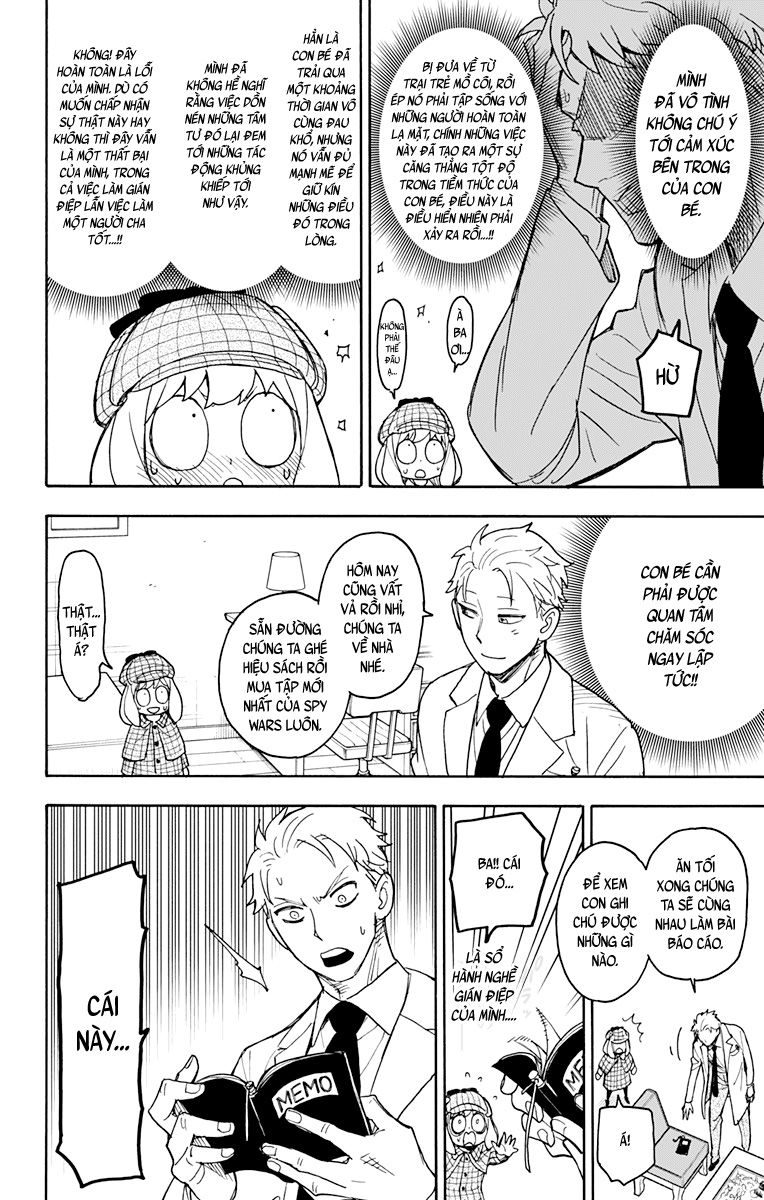 MÌNH
ĐÃ VÔ TÌNH
KHÔNG CHÚ Ý
TỚI CẢM XÚC
BÊN TRONG
CỦA CON
BÉ.
HỪ
BỊ ĐƯA VỀ TỪ
TRẠI TRẺ MỒ CÔI, RỒI
ÉP NÓ PHẢI TẬP SỐNG VỚI
NHỮNG NGƯỜI HOÀN TOÀN
LẠ MẶT, CHÍNH NHỮNG VIỆC
NÀY ĐÃ TẠO RA MỘT SỰ
CĂNG THẲNG TỘT ĐỘ
TRONG TIỀM THỨC CỦA
CON BÉ, ĐIỀU NÀY LÀ
ĐIỀU HIỂN NHIÊN PHẢI
XẢY RA RỒI...!!
À
BA
ƠI...
KHÔNG
PHẢI
THẾ
ĐÂU
Ạ...
HẲN LÀ
CON BÉ ĐÃ
TRẢI QUA
MỘT KHOẢNG
THỜI GIAN VÔ
CÙNG ĐAU
KHỔ, NHƯNG
NÓ VẪN ĐỦ
MẠNH MẼ ĐỂ
GIỮ KÍN
NHỮNG ĐIỀU
ĐÓ TRONG
LÒNG.
MÌNH ĐÃ
KHÔNG HỀ NGHĨ
RẰNG VIỆC DỒN
NÉN NHỮNG TÂM
TƯ ĐÓ LẠI ĐEM
TỚI NHỮNG TÁC
ĐỘNG KHỦNG
KHIẾP TỚI
NHƯ VẬY.
KHÔNG! ĐÂY
HOÀN TOÀN LÀ LỖI
CỦA MÌNH. DÙ CÓ
MUỐN CHẤP NHẬN
SỰ THẬT NÀY HAY
KHÔNG THÌ ĐÂY VẪN
LÀ MỘT THẤT BẠI
CỦA MÌNH, TRONG
CẢ VIỆC LÀM GIÁN
ĐIỆP LẪN VIỆC LÀM
MỘT NGƯỜI CHA
TỐT...!!
CON BÉ CẦN
PHẢI ĐƯỢC
QUAN TÂM
CHĂM SÓC
NGAY LẬP
TỨC!!
HÔM NAY
CŨNG VẤT
VẢ RỒI NHỈ,
CHÚNG TA
VỀ NHÀ
NHÉ.
SẴN ĐƯỜNG
CHÚNG TA GHÉ
HIỆU SÁCH RỒI
MUA TẬP MỚI
NHẤT CỦA SPY
WARS LUÔN.
THẬT...
THẬT
Á?
ĂN TỐI
XONG CHÚNG
TA SẼ CÙNG
NHAU LÀM BÀI
BÁO CÁO.
ĐỂ XEM
CON GHI
CHÚ ĐƯỢC
NHỮNG GÌ
NÀO.
Á!
BA!! CÁI
ĐÓ...
LÀ SỔ
HÀNH NGHỀ
GIÁN ĐIỆP
CỦA MÌNH....
MEMO
CÁI
NÀY...
MEMO